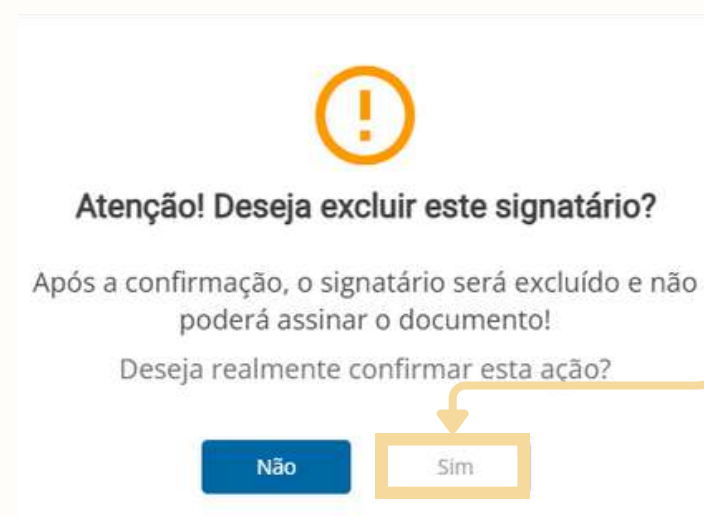 Atenção! Deseja excluir este signatário?
Após a confirmação, o signatário será excluído e não
poderá assinar o documento!
Deseja realmente confirmar esta ação?
Não
Sim